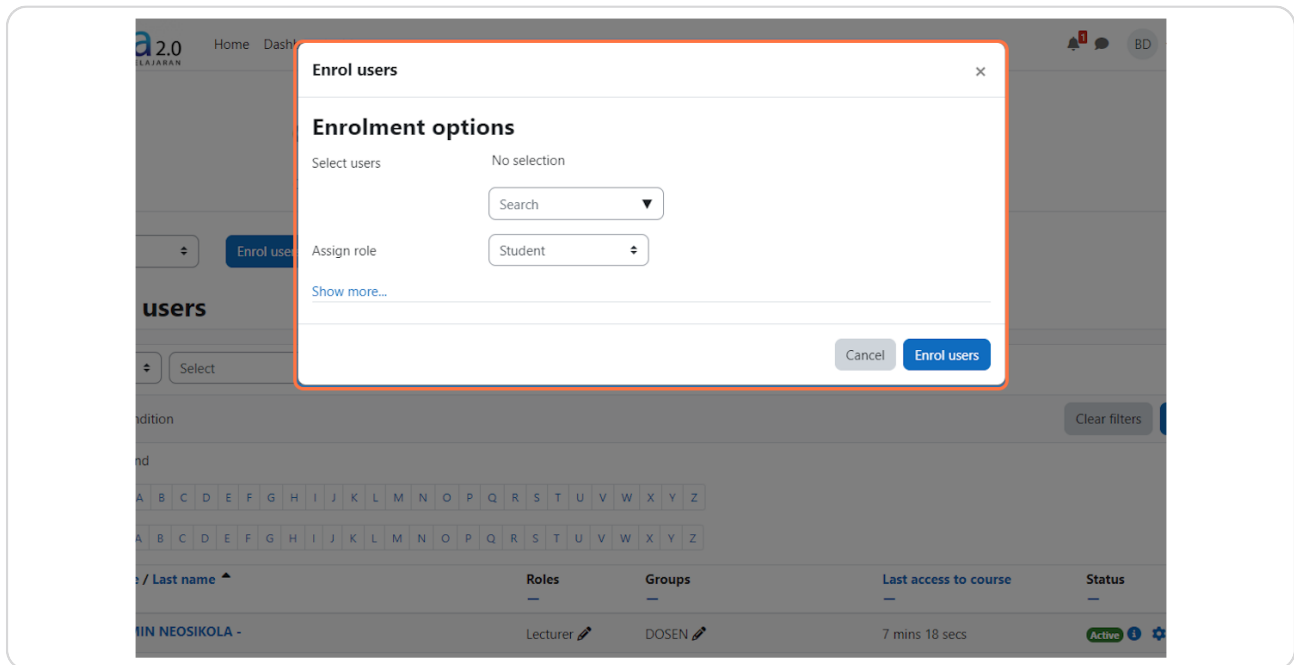 a 2.0 Home Dash BD
LAJARAN
1
Enrol users ×
Enrolment options
Select users No selection
Search
Enrol user Assign role Student
Show more...
users
Cancel Enrol users
Select
ndition Clear filters
nd
A B C D E F G H I J K L M N O P Q R S T U V W X Y Z
A B C D E F G H I J K L M N O P Q R S T U V W X Y Z
/ Last name Roles Groups Last access to course Status
MIN NEOSIKOLA - Lecturer DOSEN 7 mins 18 secs Active